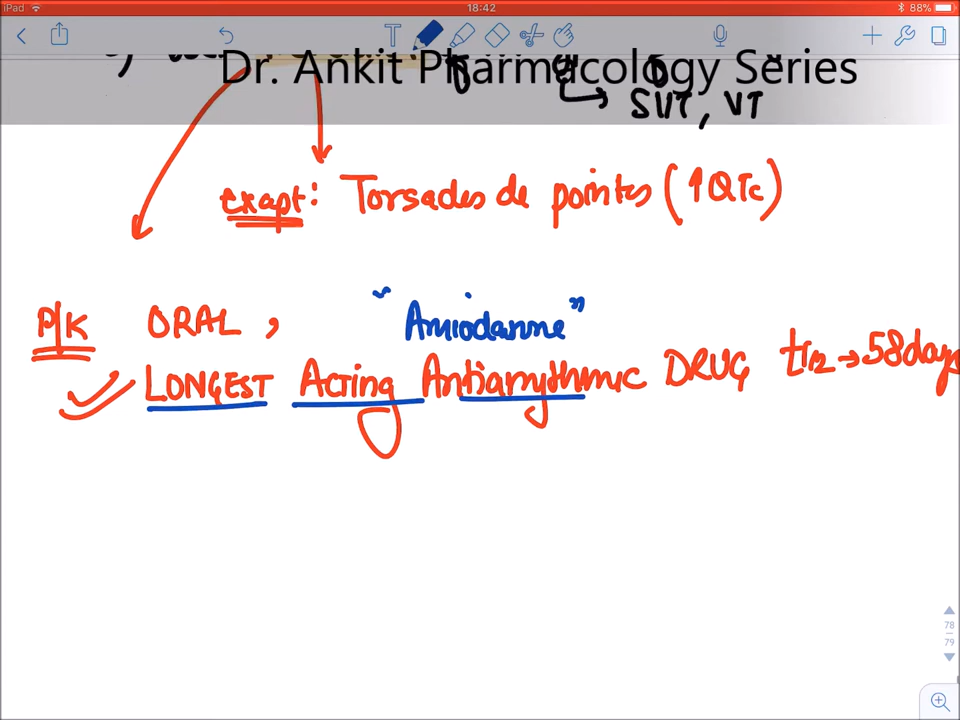 iPad 18:42 88%
T
Dr. Ankit Pharmacology Series
SVT, VT
exapt: Torsades de pointes (↑QTc)
P/K ORAL, "Amiodarone"
LONGEST Acting Antiarrythmic DRUG t1/2 → 58days
78
79